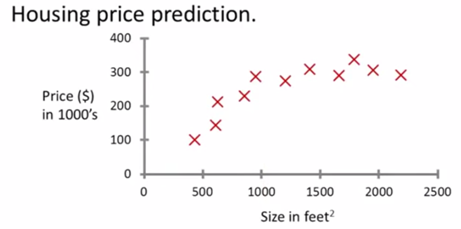 Housing price prediction.
400
300
Price ($)
in 1000's
200
100
0
0 500 1000 1500 2000 2500
Size in feet²